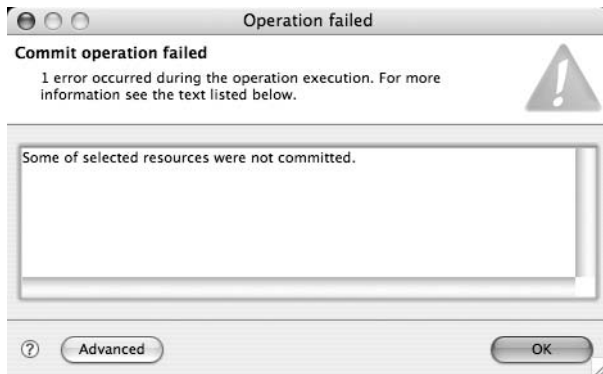 Operation failed
Commit operation failed
1 error occurred during the operation execution. For more
information see the text listed below.
Some of selected resources were not committed.
? Advanced OK